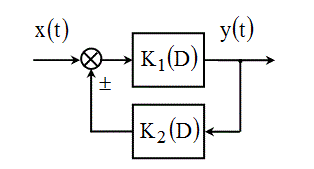 x(t) y(t)
K₁(D)
±
K₂(D)